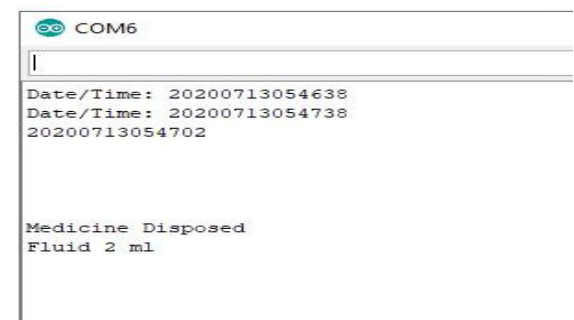 COM6
Date/Time: 20200713054638
Date/Time: 20200713054738
20200713054702
Medicine Disposed
Fluid 2 ml